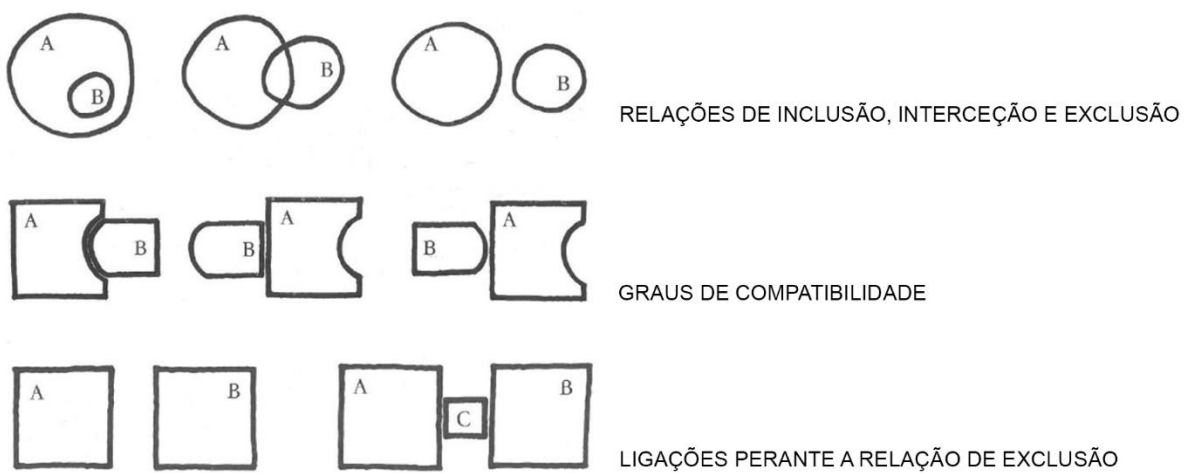 A B A B A B
RELAÇÕES DE INCLUSÃO, INTERCEÇÃO E EXCLUSÃO
A B B A B A
GRAUS DE COMPATIBILIDADE
A B A C B
LIGAÇÕES PERANTE A RELAÇÃO DE EXCLUSÃO